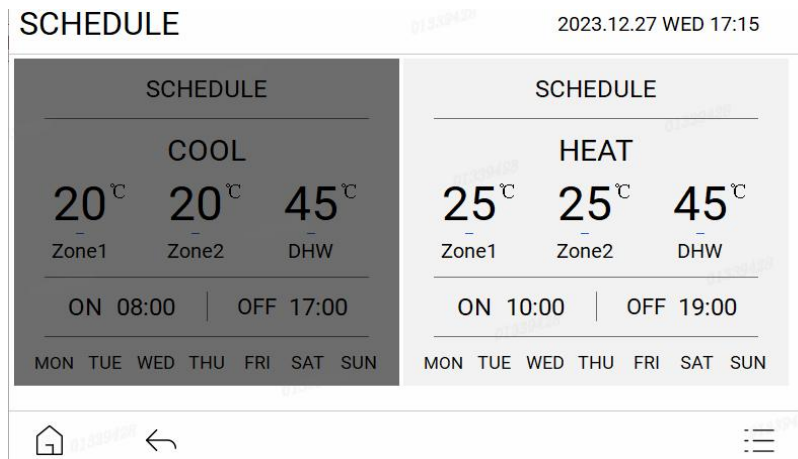 SCHEDULE 2023.12.27 WED 17:15
SCHEDULE
COOL
20℃ 20℃ 45℃
Zone1 Zone2 DHW
ON 08:00 OFF 17:00
MON TUE WED THU FRI SAT SUN
SCHEDULE
HEAT
25℃ 25℃ 45℃
Zone1 Zone2 DHW
ON 10:00 OFF 19:00
MON TUE WED THU FRI SAT SUN